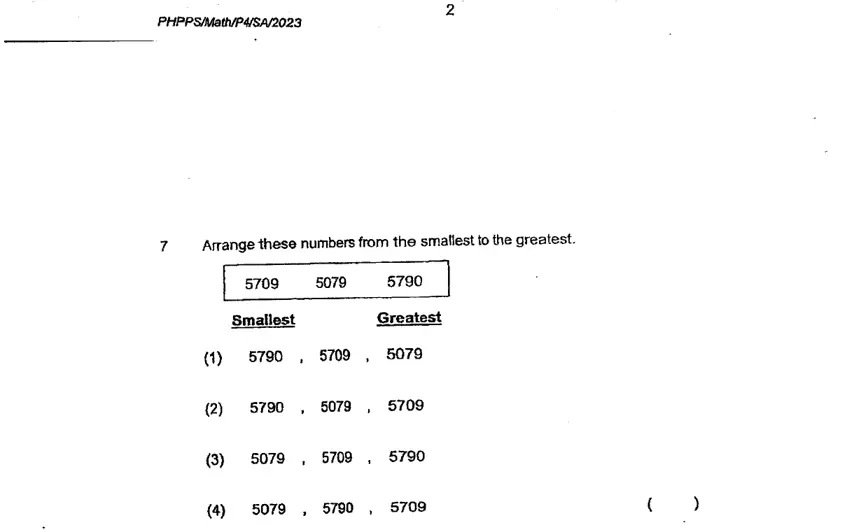 2
PHPPS/Math/P4/SA/2023
7 Arrange these numbers from the smallest to the greatest.
5709 5079 5790
Smallest Greatest
(1) 5790 , 5709 , 5079
(2) 5790 , 5079 , 5709
(3) 5079 , 5709 , 5790
(4) 5079 , 5790 , 5709 ( )